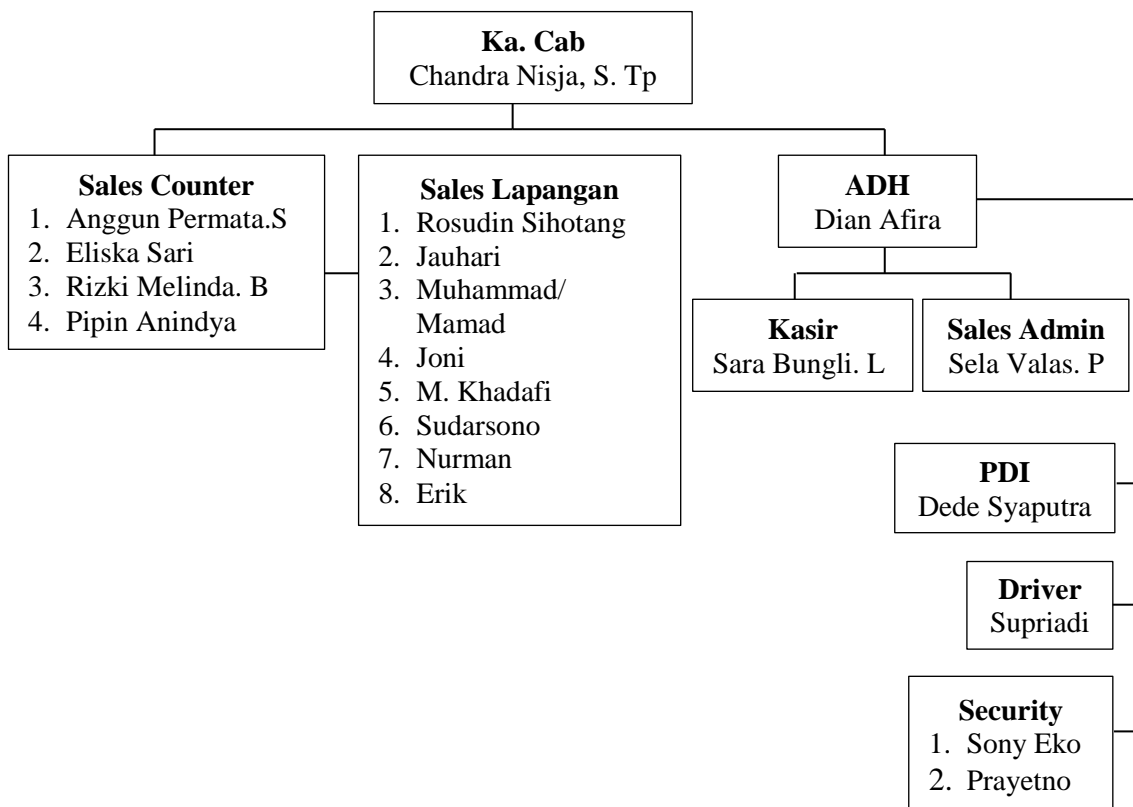 Ka. Cab
Chandra Nisja, S. Tp
Sales Counter
1. Anggun Permata.S
2. Eliska Sari
3. Rizki Melinda. B
4. Pipin Anindya
Sales Lapangan
1. Rosudin Sihotang
2. Jauhari
3. Muhammad/
Mamad
4. Joni
5. M. Khadafi
6. Sudarsono
7. Nurman
8. Erik
ADH
Dian Afira
Kasir
Sara Bungli. L
Sales Admin
Sela Valas. P
PDI
Dede Syaputra
Driver
Supriadi
Security
1. Sony Eko
2. Prayetno